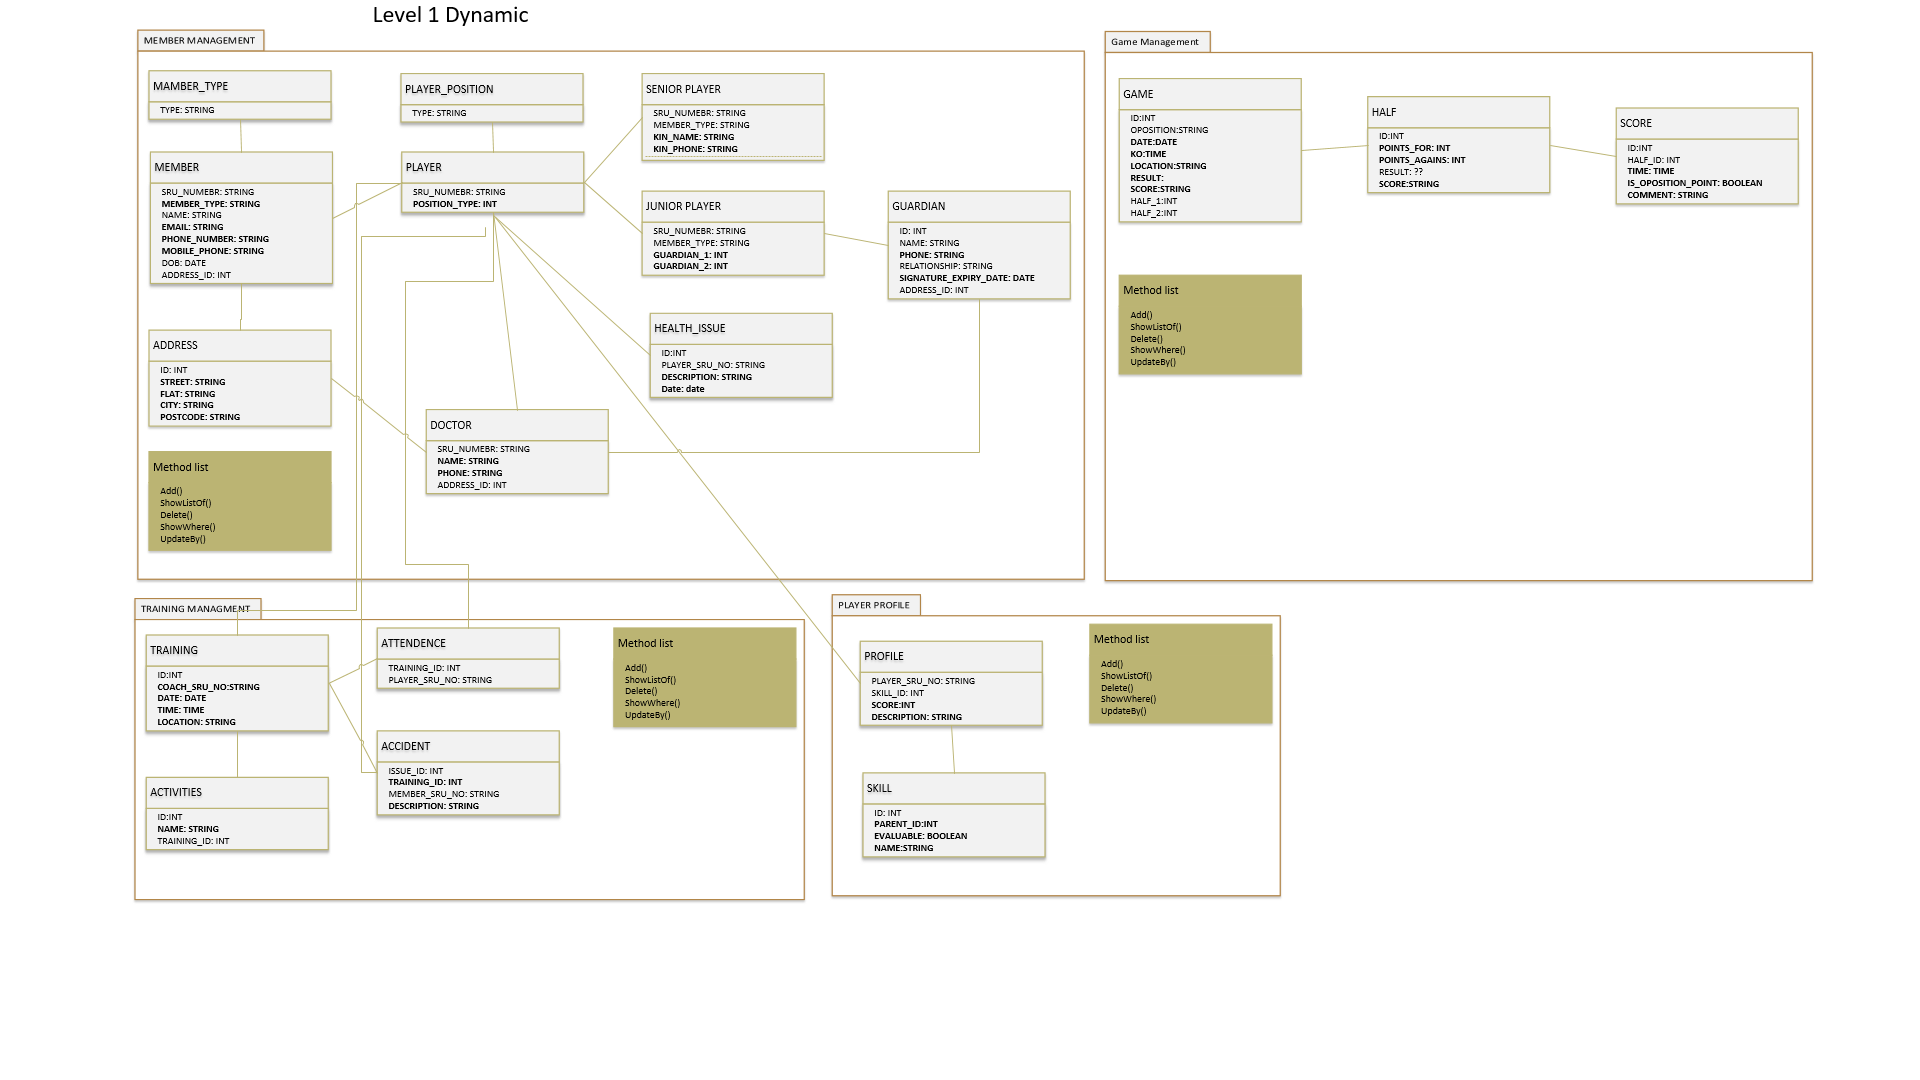 Level 1 Dynamic
MEMBER MANAGEMENT
MAMBER_TYPE
TYPE: STRING
MEMBER
SRU_NUMEBR: STRING
MEMBER_TYPE: STRING
NAME: STRING
EMAIL: STRING
PHONE_NUMBER: STRING
MOBILE_PHONE: STRING
DOB: DATE
ADDRESS_ID: INT
ADDRESS
ID: INT
STREET: STRING
FLAT: STRING
CITY: STRING
POSTCODE: STRING
Method list
Add()
ShowListOf()
Delete()
ShowWhere()
UpdateBy()
PLAYER_POSITION
TYPE: STRING
PLAYER
SRU_NUMEBR: STRING
POSITION_TYPE: INT
SENIOR PLAYER
SRU_NUMEBR: STRING
MEMBER_TYPE: STRING
KIN_NAME: STRING
KIN_PHONE: STRING
JUNIOR PLAYER
SRU_NUMEBR: STRING
MEMBER_TYPE: STRING
GUARDIAN_1: INT
GUARDIAN_2: INT
GUARDIAN
ID: INT
NAME: STRING
PHONE: STRING
RELATIONSHIP: STRING
SIGNATURE_EXPIRY_DATE: DATE
ADDRESS_ID: INT
HEALTH_ISSUE
ID:INT
PLAYER_SRU_NO: STRING
DESCRIPTION: STRING
Date: date
DOCTOR
SRU_NUMEBR: STRING
NAME: STRING
PHONE: STRING
ADDRESS_ID: INT
Game Management
GAME
ID:INT
OPOSITION:STRING
DATE:DATE
KO:TIME
LOCATION:STRING
RESULT:
SCORE:STRING
HALF_1:INT
HALF_2:INT
HALF
ID:INT
POINTS_FOR: INT
POINTS_AGAINS: INT
RESULT: ??
SCORE:STRING
SCORE
ID:INT
HALF_ID: INT
TIME: TIME
IS_OPOSITION_POINT: BOOLEAN
COMMENT: STRING
Method list
Add()
ShowListOf()
Delete()
ShowWhere()
UpdateBy()
TRAINING MANAGMENT
TRAINING
ID:INT
COACH_SRU_NO:STRING
DATE: DATE
TIME: TIME
LOCATION: STRING
ACTIVITIES
ID:INT
NAME: STRING
TRAINING_ID: INT
ATTENDENCE
TRAINING_ID: INT
PLAYER_SRU_NO: STRING
ACCIDENT
ISSUE_ID: INT
TRAINING_ID: INT
MEMBER_SRU_NO: STRING
DESCRIPTION: STRING
Method list
Add()
ShowListOf()
Delete()
ShowWhere()
UpdateBy()
PLAYER PROFILE
PROFILE
PLAYER_SRU_NO: STRING
SKILL_ID: INT
SCORE:INT
DESCRIPTION: STRING
SKILL
ID: INT
PARENT_ID:INT
EVALUABLE: BOOLEAN
NAME:STRING
Method list
Add()
ShowListOf()
Delete()
ShowWhere()
UpdateBy()